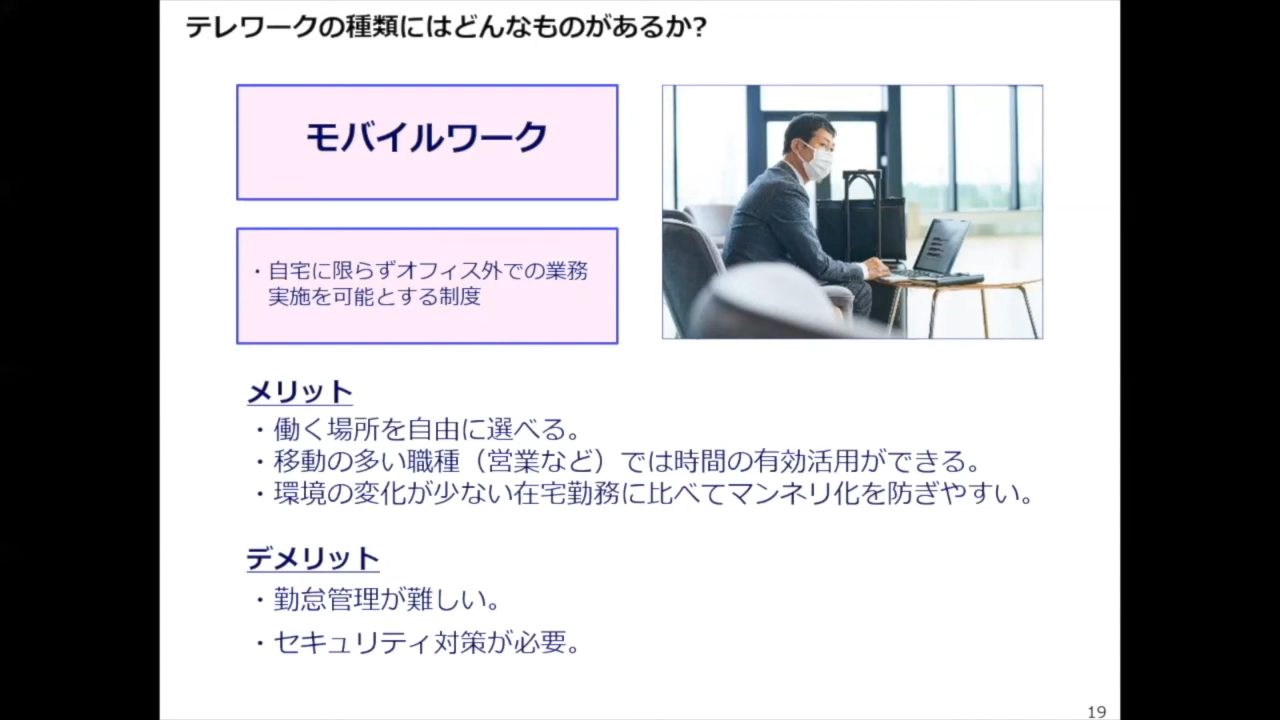 テレワークの種類にはどんなものがあるか?
モバイルワーク
・自宅に限らずオフィス外での業務
実施を可能とする制度
メリット
・働く場所を自由に選べる。
・移動の多い職種（営業など）では時間の有効活用ができる。
・環境の変化が少ない在宅勤務に比べてマンネリ化を防ぎやすい。
デメリット
・勤怠管理が難しい。
・セキュリティ対策が必要。
19